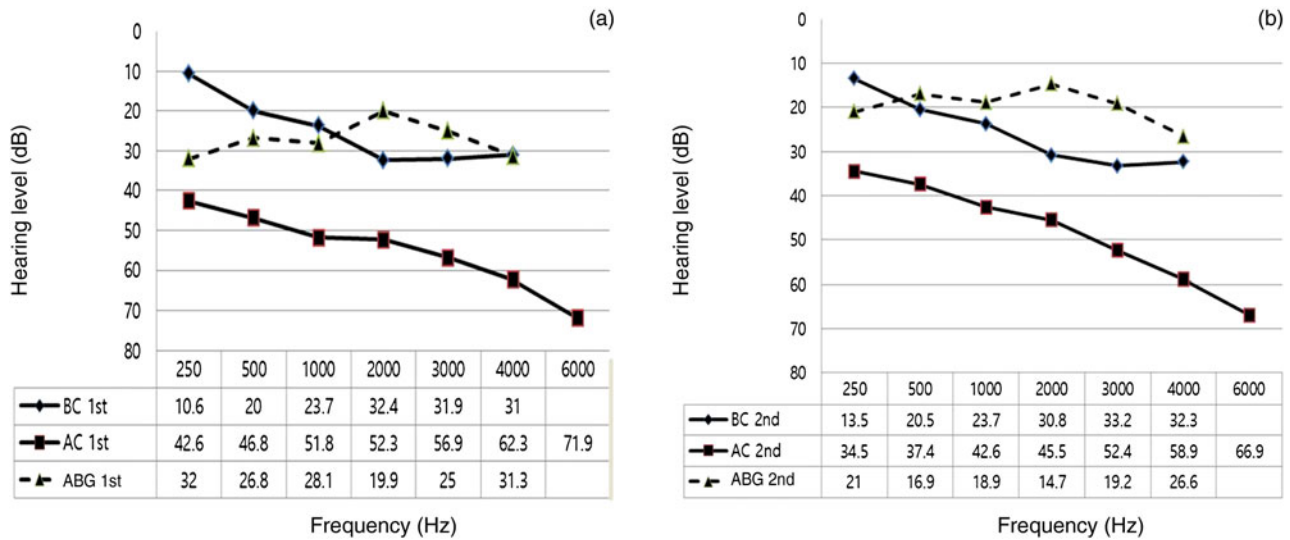 (a)
0
10
20
30
40
50
60
70
80
Hearing level (dB)
250 500 1000 2000 3000 4000 6000
BC 1st 10.6 20 23.7 32.4 31.9 31
AC 1st 42.6 46.8 51.8 52.3 56.9 62.3 71.9
ABG 1st 32 26.8 28.1 19.9 25 31.3
Frequency (Hz)
(b)
0
10
20
30
40
50
60
70
80
Hearing level (dB)
250 500 1000 2000 3000 4000 6000
BC 2nd 13.5 20.5 23.7 30.8 33.2 32.3
AC 2nd 34.5 37.4 42.6 45.5 52.4 58.9 66.9
ABG 2nd 21 16.9 18.9 14.7 19.2 26.6
Frequency (Hz)